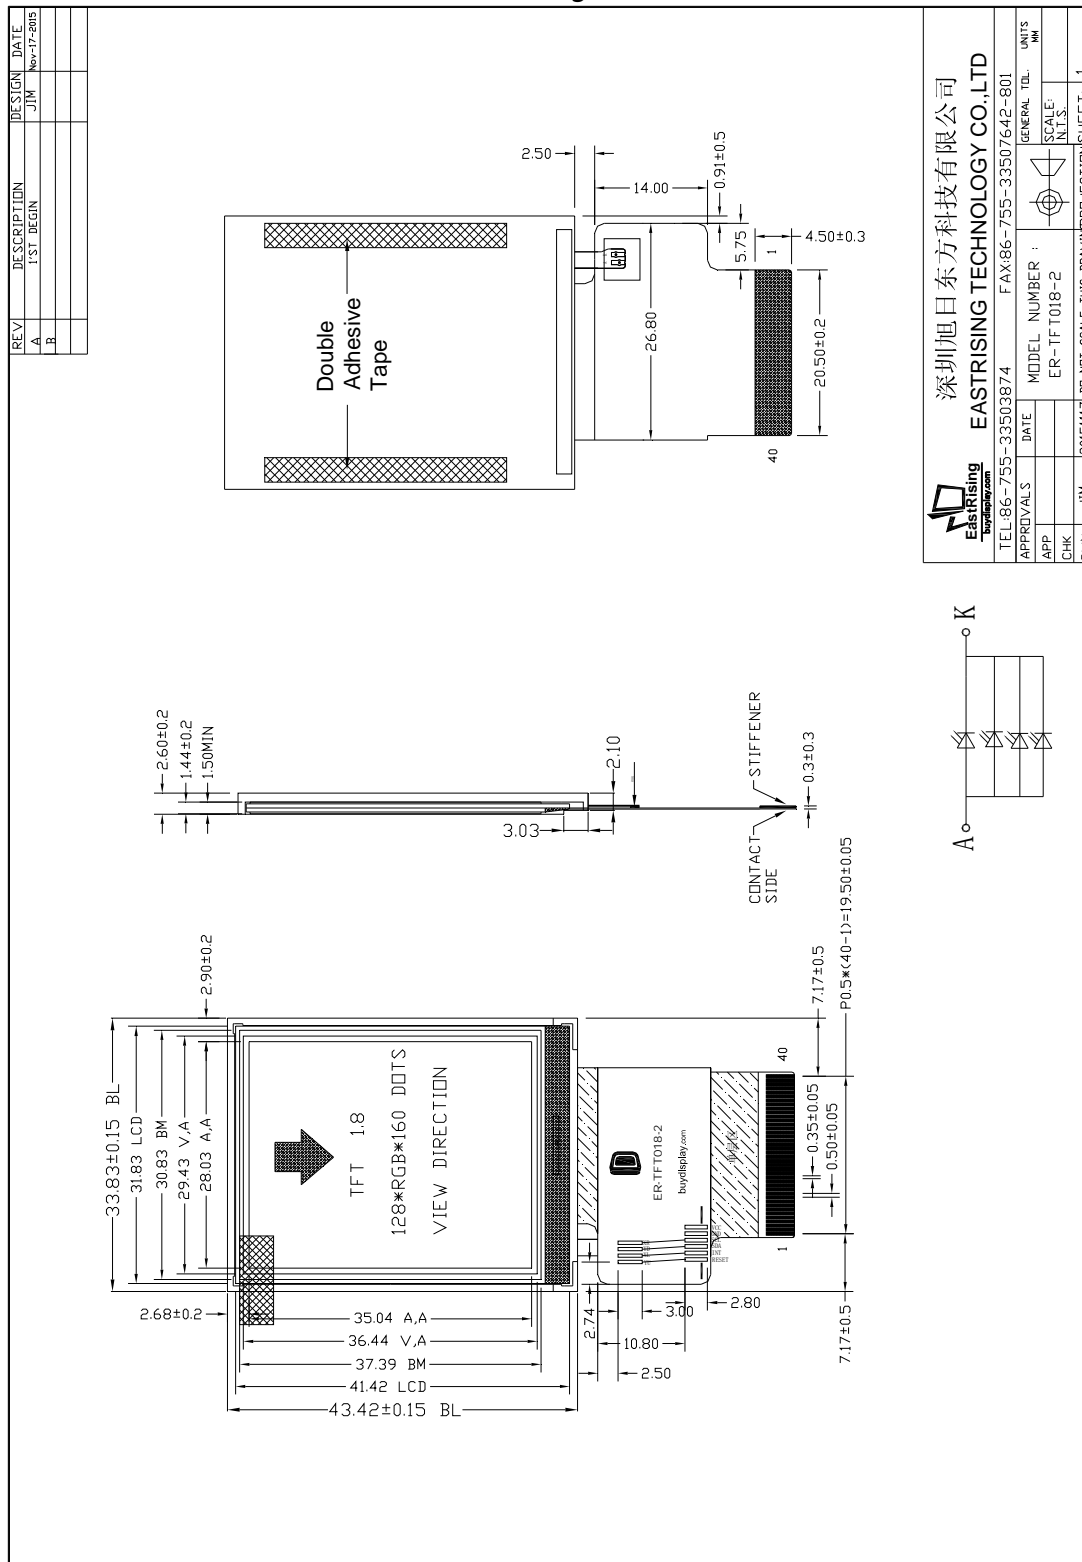 REV DESCRIPTION DESIGN DATE
A 1'ST DEGIN JIM Nov-17-2015
B
2.50
14.00
0.91±0.5
5.75
4.50±0.3
1
26.80
20.50±0.2
40
Double
Adhesive
Tape
深圳旭日东方科技有限公司
EASTRISING TECHNOLOGY CO.,LTD
EastRising
buydisplay.com
TEL:86-755-33503874 FAX:86-755-33507642-801
APPROVALS DATE
APP
CHK
MODEL NUMBER :
ER-TFT018-2
GENERAL TOL.
UNITS
MM
SCALE:
N.T.S.
2.60±0.2
1.44±0.2
1.50MIN
3.03
2.10
STIFFENER
CONTACT
SIDE
0.3±0.3
A
K
33.83±0.15 BL
31.83 LCD
30.83 BM
29.43 V,A
28.03 A,A
2.90±0.2
TFT 1.8
128*RGB*160 DOTS
VIEW DIRECTION
2.68±0.2
35.04 A,A
36.44 V,A
37.39 BM
41.42 LCD
43.42±0.15 BL
ER-TFT018-2
buydisplay.com
RESET
INT
2.74
3.00
2.80
10.80
2.50
1
40
0.35±0.05
0.50±0.05
7.17±0.5
P0.5*(40-1)=19.50±0.05
7.17±0.5